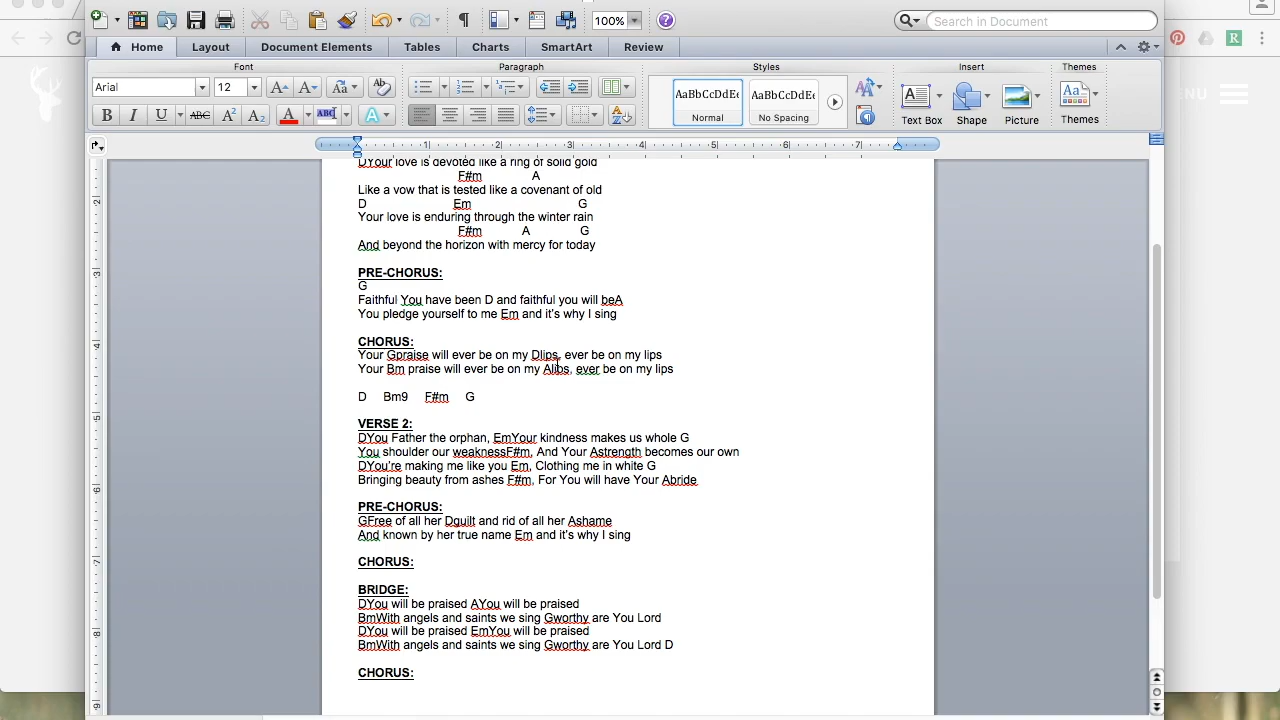 100%
Search in Document
Home Layout Document Elements Tables Charts SmartArt Review
Font Paragraph Styles Insert Themes
Arial 12
AaBbCcDdEe Normal
AaBbCcDdEe No Spacing
Text Box Shape Picture Themes
DYour love is devoted like a ring of solid gold
F#m A
Like a vow that is tested like a covenant of old
D Em G
Your love is enduring through the winter rain
F#m A G
And beyond the horizon with mercy for today
PRE-CHORUS:
G
Faithful You have been D and faithful you will beA
You pledge yourself to me Em and it's why I sing
CHORUS:
Your Gpraise will ever be on my Dlips, ever be on my lips
Your Bm praise will ever be on my Alibs, ever be on my lips
D Bm9 F#m G
VERSE 2:
DYou Father the orphan, EmYour kindness makes us whole G
You shoulder our weaknessF#m, And Your Astrength becomes our own
DYou're making me like you Em, Clothing me in white G
Bringing beauty from ashes F#m, For You will have Your Abride
PRE-CHORUS:
GFree of all her Dguilt and rid of all her Ashame
And known by her true name Em and it's why I sing
CHORUS:
BRIDGE:
DYou will be praised AYou will be praised
BmWith angels and saints we sing Gworthy are You Lord
DYou will be praised EmYou will be praised
BmWith angels and saints we sing Gworthy are You Lord D
CHORUS: